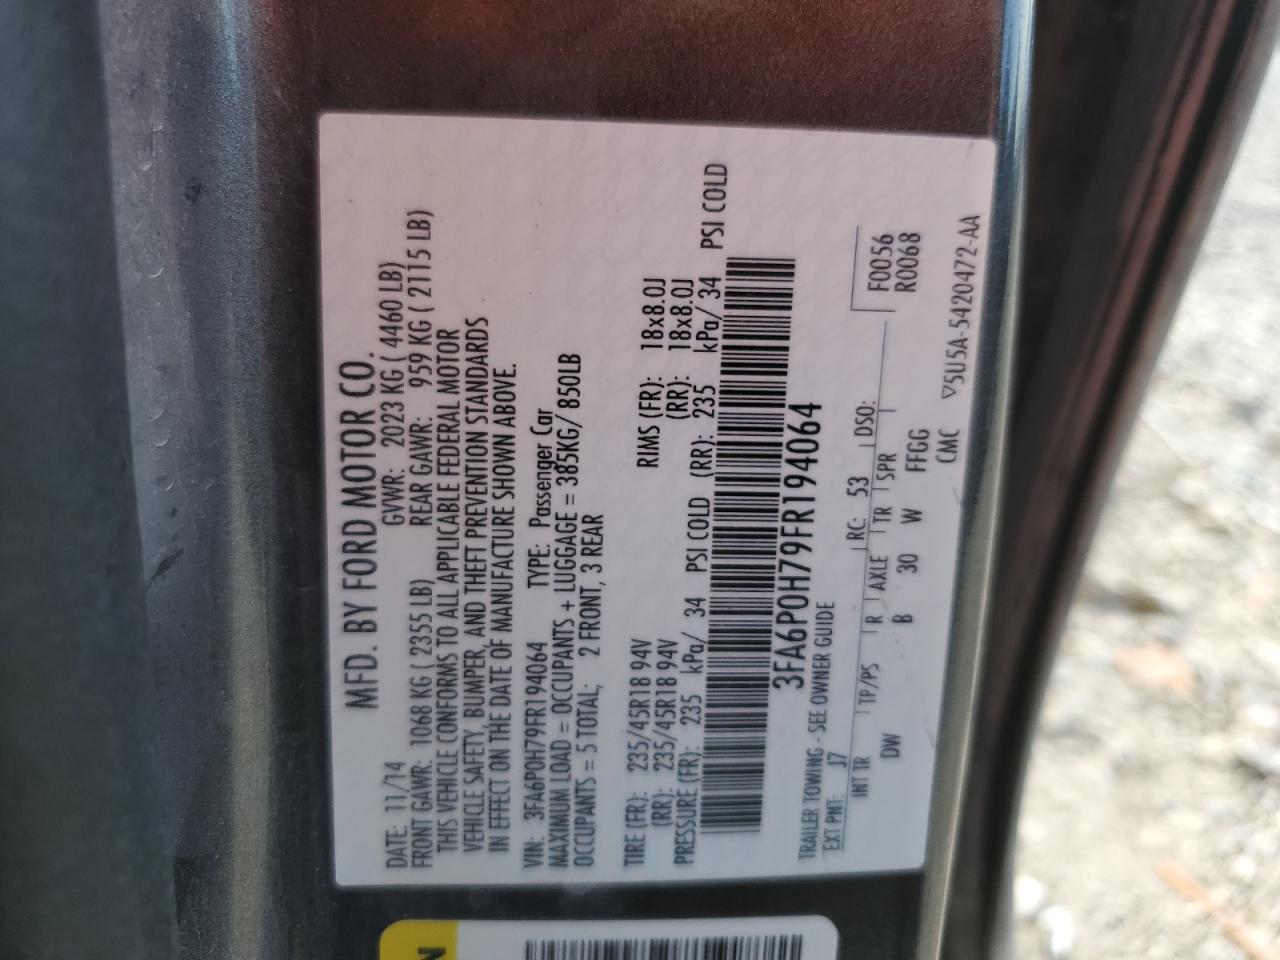 MFD. BY FORD MOTOR CO.
DATE: 11/14 GVWR: 2023 KG ( 4460 LB)
FRONT GAWR: 1068 KG ( 2355 LB) REAR GAWR: 959 KG ( 2115 LB)
THIS VEHICLE CONFORMS TO ALL APPLICABLE FEDERAL MOTOR
VEHICLE SAFETY, BUMPER, AND THEFT PREVENTION STANDARDS
IN EFFECT ON THE DATE OF MANUFACTURE SHOWN ABOVE.
VIN: 3FA6P0H79FR194064 TYPE: Passenger Car
MAXIMUM LOAD = OCCUPANTS + LUGGAGE = 385KG/ 850LB
OCCUPANTS = 5 TOTAL; 2 FRONT, 3 REAR
TIRE (FR): 235/45R18 94V RIMS (FR): 18x8.0J
(RR): 235/45R18 94V (RR): 18x8.0J
PRESSURE (FR): 235 kPa/ 34 PSI COLD (RR): 235 kPa/ 34 PSI COLD
3FA6P0H79FR194064
TRAILER TOWING - SEE OWNER GUIDE
EXT PNT: J7 RC: 53 DSO: F0056
INT TR TP/PS R AXLE TR SPR R0068
DW B 30 W FFGG
CMC ▽5U5A-5420472-AA
N